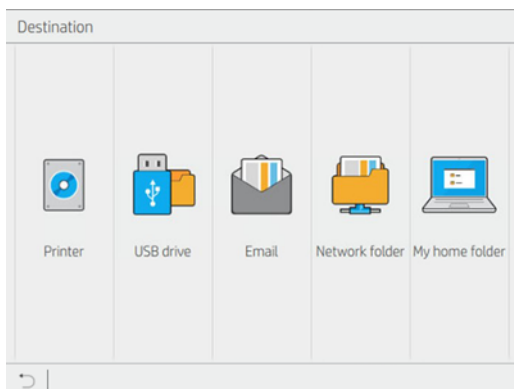 Destination
Printer
USB drive
Email
Network folder
My home folder